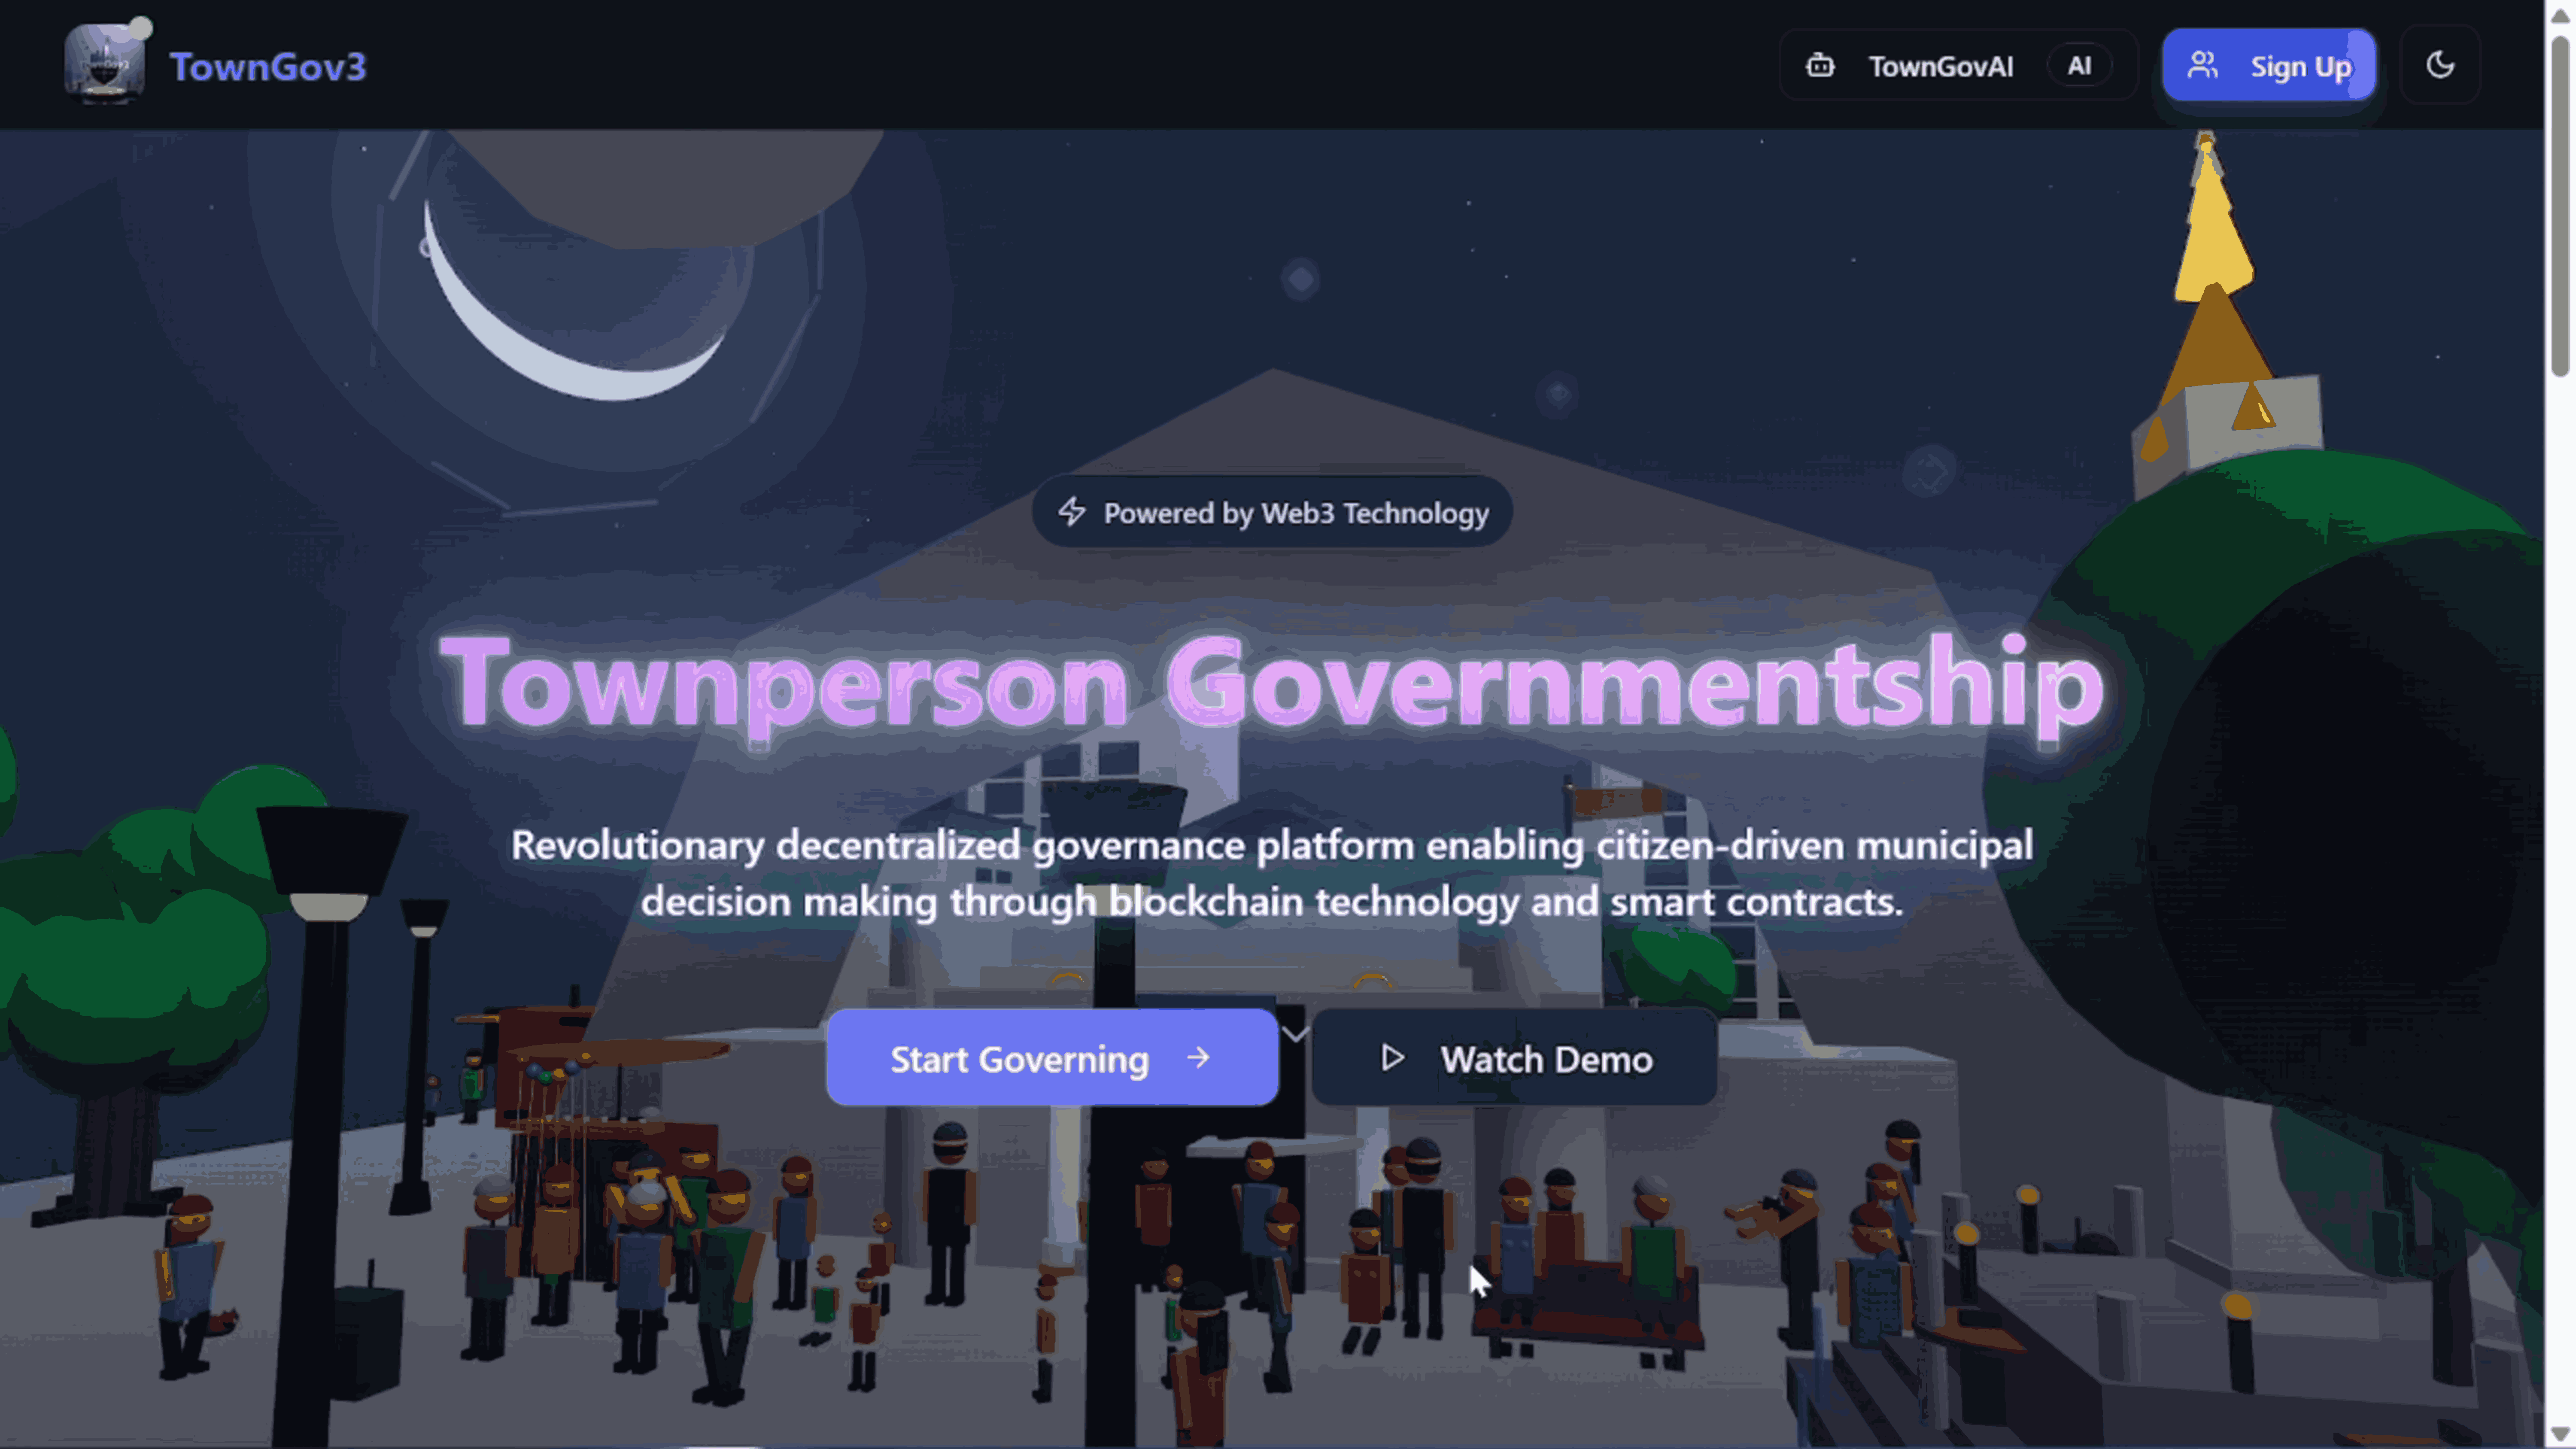 TownGov3
TownGovAI AI
Sign Up
Powered by Web3 Technology
Townperson Governmentship
Revolutionary decentralized governance platform enabling citizen-driven municipal
decision making through blockchain technology and smart contracts.
Start Governing
Watch Demo